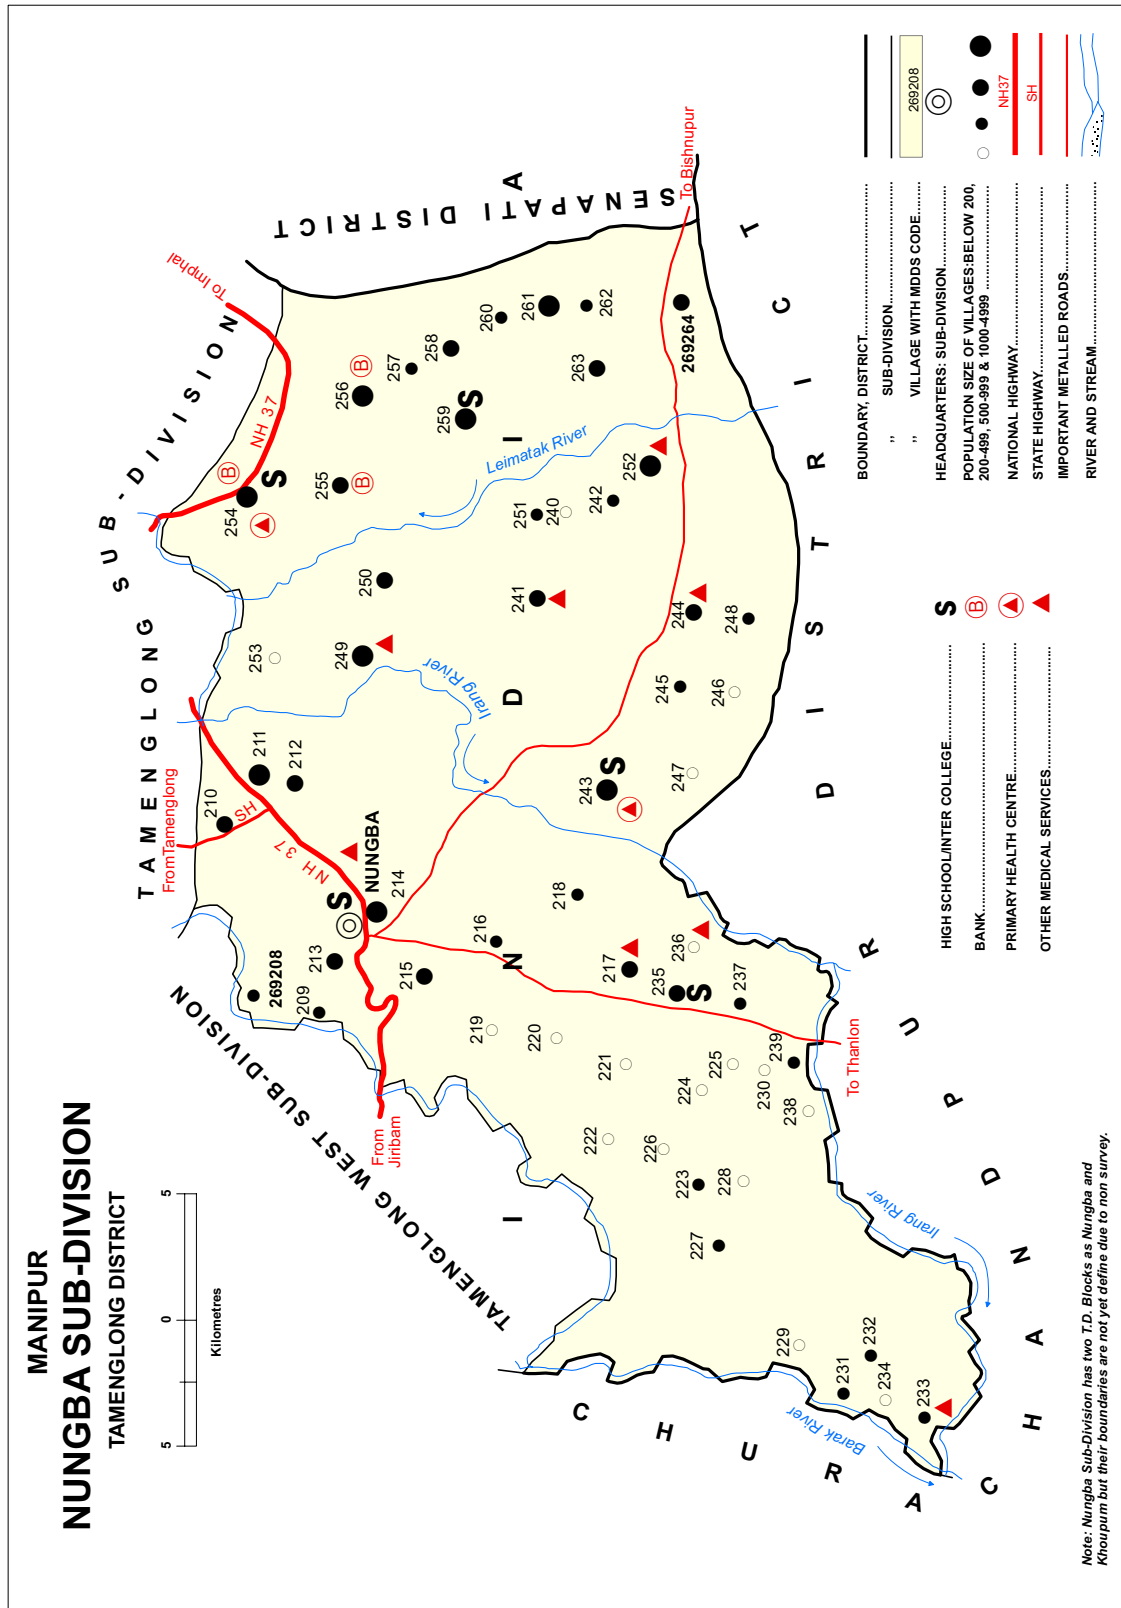 MANIPUR
NUNGBA SUB-DIVISION
TAMENGLONG DISTRICT
5 0 5
Kilometres
TAMENGLONG SUB-DIVISION
TAMENGLONG WEST SUB-DIVISION
SENAPATI DISTRICT
CHURACHANDPUR DISTRICT
I N D I A
From Tamenglong
SH
NH 37
To Imphal
NH 37
From
Jiribam
To Bishnupur
To Thanlon
Leimatak River
Irang River
Irang River
Barak River
NUNGBA
269208
209
210
211
212
213
214
215
216
217
218
219
220
221
222
223
224
225
226
227
228
229
230
231
232
233
234
235
236
237
238
239
240
241
242
243
244
245
246
247
248
249
250
251
252
253
254
255
256
257
258
259
260
261
262
263
269264
S
S
S
S
S
B
B
B
BOUNDARY, DISTRICT
,, SUB-DIVISION
,, VILLAGE WITH MDDS CODE 269208
HEADQUARTERS: SUB-DIVISION
POPULATION SIZE OF VILLAGES:BELOW 200,
200-499, 500-999 & 1000-4999
NATIONAL HIGHWAY NH37
STATE HIGHWAY SH
IMPORTANT METALLED ROADS
RIVER AND STREAM
HIGH SCHOOL/INTER COLLEGE S
BANK B
PRIMARY HEALTH CENTRE
OTHER MEDICAL SERVICES
Note: Nungba Sub-Division has two T.D. Blocks as Nungba and
Khoupum but their boundaries are not yet define due to non survey.